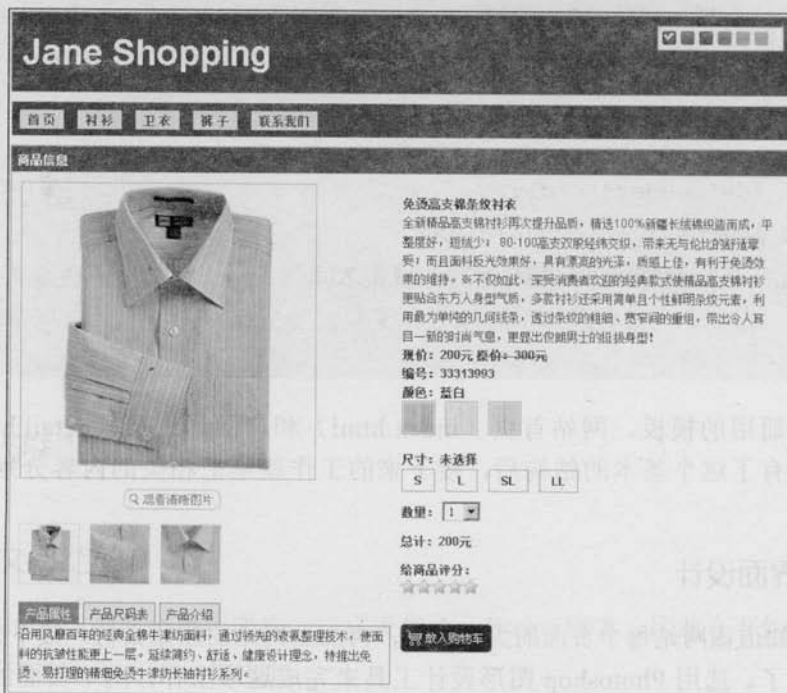 Jane Shopping
首页 衬衫 卫衣 裤子 联系我们
商品信息
免烫高支棉条纹衬衣
全新精品高支棉衬衫再次提升品质，精选100%新疆长绒棉织造而成，平
整度好，短绒少；80-100高支双股经纬交织，带来无与伦比的舒适享
受；而且面料反光效果好，具有漂亮的光泽，质感上佳，有利于免烫效
果的维持。※不仅如此，深受消费者欢迎的经典款式使精品高支棉衬衫
更贴合东方人身型气质，多款衬衫还采用简单且个性鲜明条纹元素，利
用最为单纯的几何线条，透过条纹的粗细、宽窄间的重组，带出令人耳
目一新的时尚气息，更显出你做男士的挺拔身型！
现价：200元 原价：300元
编号：33313993
颜色：蓝白
尺寸：未选择
S L SL LL
数量：1
总计：200元
给商品评分：
观看清晰图片
产品属性 产品尺码表 产品介绍
沿用风靡百年的经典全棉牛津纺面料，通过领先的液氨整理技术，使面
料的抗皱性能更上一层。延续简约、舒适、健康设计理念，特推出免
烫、易打理的精细免烫牛津纺长袖衬衫系列。
放入购物车